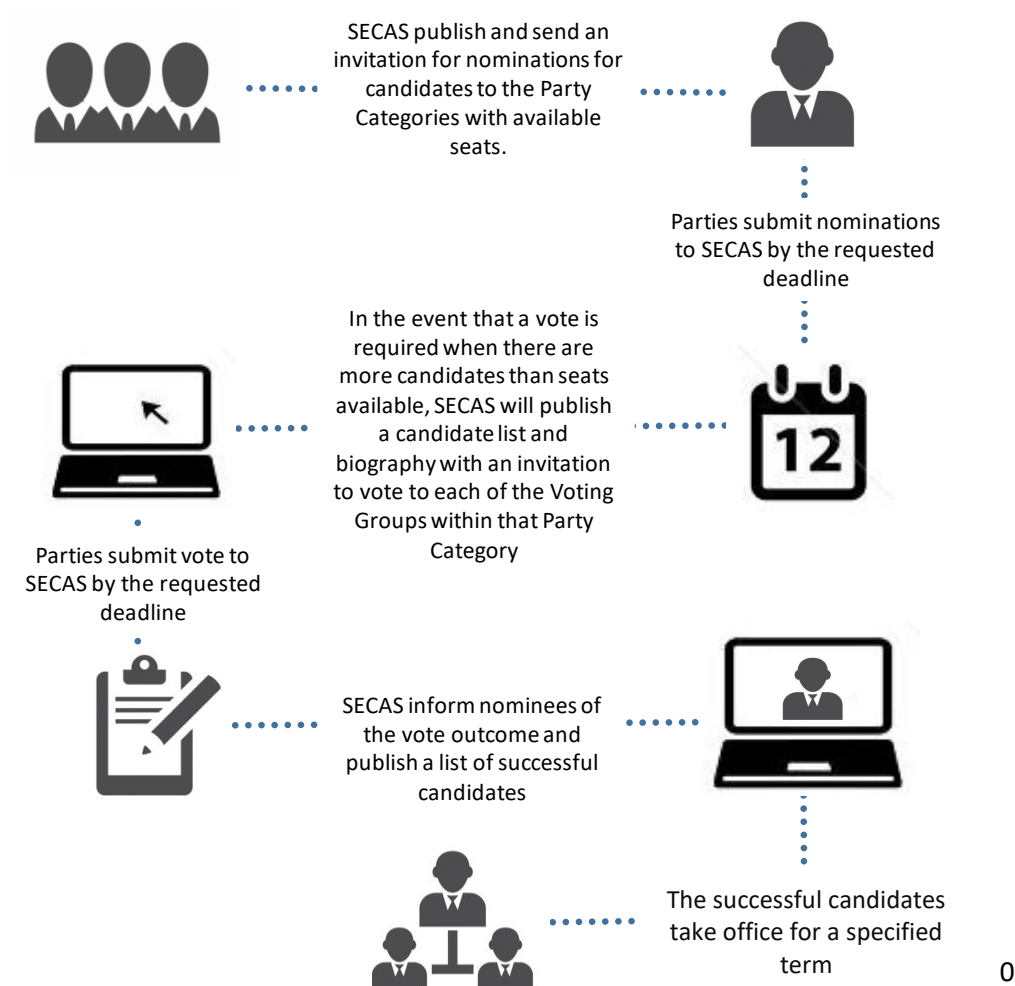 SECAS publish and send an
invitation for nominations for
candidates to the Party
Categories with available
seats.
Parties submit nominations
to SECAS by the requested
deadline
12
In the event that a vote is
required when there are
more candidates than seats
available, SECAS will publish
a candidate list and
biography with an invitation
to vote to each of the Voting
Groups within that Party
Category
Parties submit vote to
SECAS by the requested
deadline
SECAS inform nominees of
the vote outcome and
publish a list of successful
candidates
The successful candidates
take office for a specified
term
0